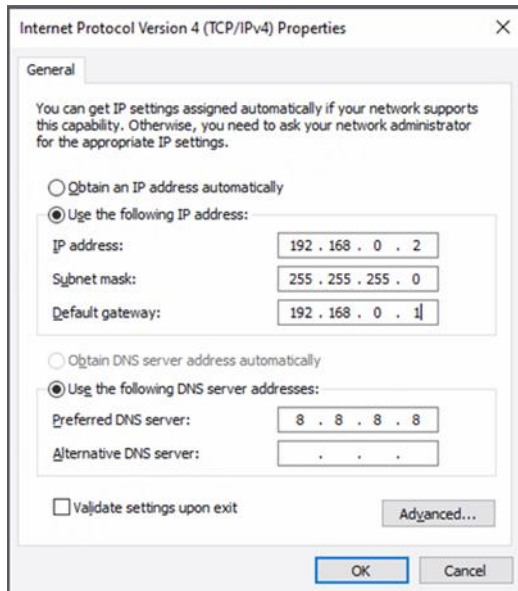 Internet Protocol Version 4 (TCP/IPv4) Properties
General
You can get IP settings assigned automatically if your network supports
this capability. Otherwise, you need to ask your network administrator
for the appropriate IP settings.
Obtain an IP address automatically
Use the following IP address:
IP address: 192 . 168 . 0 . 2
Subnet mask: 255 . 255 . 255 . 0
Default gateway: 192 . 168 . 0 . 1
Obtain DNS server address automatically
Use the following DNS server addresses:
Preferred DNS server: 8 . 8 . 8 . 8
Alternative DNS server: . . .
Validate settings upon exit
Advanced...
OK Cancel